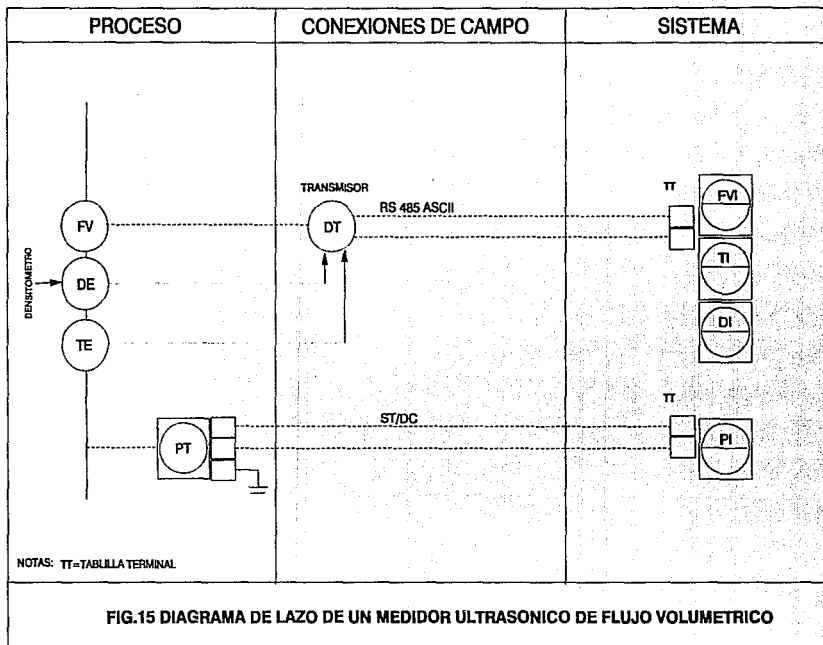 PROCESO
CONEXIONES DE CAMPO
SISTEMA
TRANSMISOR
RS 485 ASCII
TT
FVI
FV
DT
TI
DENSITOMETRO
DE
DI
TE
ST/DC
TT
PT
PI
NOTAS: TT=TABLILLA TERMINAL
FIG.15 DIAGRAMA DE LAZO DE UN MEDIDOR ULTRASONICO DE FLUJO VOLUMETRICO